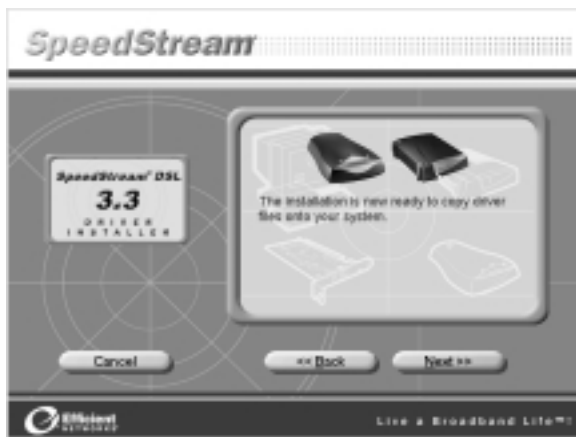 SpeedStream
SpeedStream® DSL
3.3
DRIVER
INSTALLER
The installation is now ready to copy driver
files onto your system.
Cancel
<< Back
Next >>
Efficient
NETWORKS
Live a Broadband Life™!